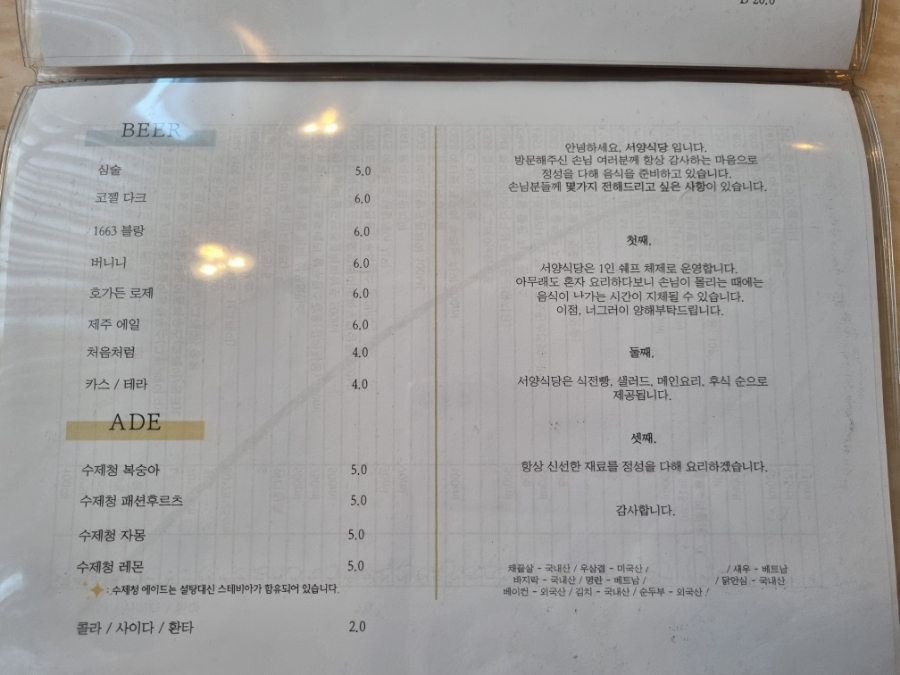 D 20.0
BEER
심술 5.0
코젤 다크 6.0
1663 블랑 6.0
버니니 6.0
호가든 로제 6.0
제주 에일 6.0
처음처럼 4.0
카스 / 테라 4.0
ADE
수제청 복숭아 5.0
수제청 패션후르츠 5.0
수제청 자몽 5.0
수제청 레몬 5.0
: 수제청 에이드는 설탕대신 스테비아가 함유되어 있습니다.
콜라 / 사이다 / 환타 2.0
안녕하세요, 서양식당 입니다.
방문해주신 손님 여러분께 항상 감사하는 마음으로
정성을 다해 음식을 준비하고 있습니다.
손님분들께 몇가지 전해드리고 싶은 사항이 있습니다.
첫째,
서양식당은 1인 쉐프 체제로 운영합니다.
아무래도 혼자 요리하다보니 손님이 몰리는 때에는
음식이 나가는 시간이 지체될 수 있습니다.
이점, 너그러이 양해부탁드립니다.
둘째,
서양식당은 식전빵, 샐러드, 메인요리, 후식 순으로
제공됩니다.
셋째,
항상 신선한 재료를 정성을 다해 요리하겠습니다.
감사합니다.
채끝살 - 국내산 / 우삼겹 - 미국산 / / 새우 - 베트남
바지락 - 국내산 / 명란 - 베트남 / / 닭안심 - 국내산
베이컨 - 외국산 / 김치 - 국내산 / 순두부 - 외국산 /